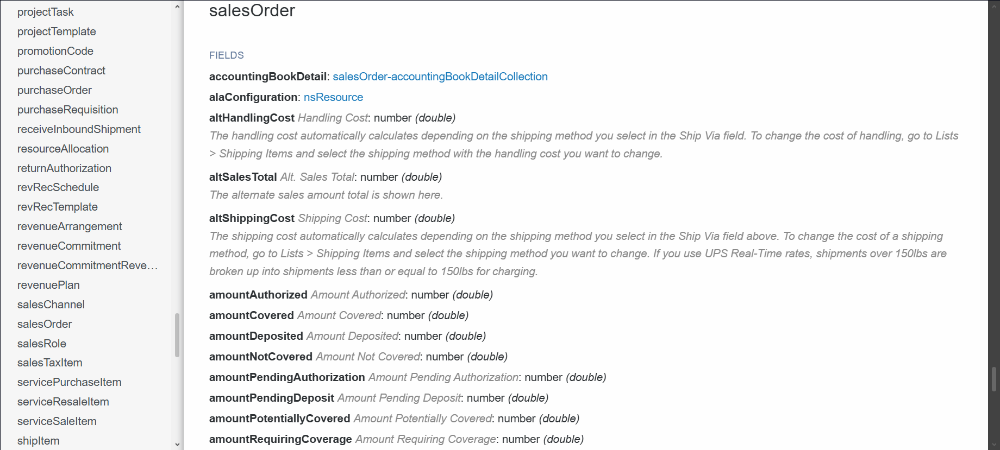 projectTask
projectTemplate
promotionCode
purchaseContract
purchaseOrder
purchaseRequisition
receiveInboundShipment
resourceAllocation
returnAuthorization
revRecSchedule
revRecTemplate
revenueArrangement
revenueCommitment
revenueCommitmentReve...
revenuePlan
salesChannel
salesOrder
salesRole
salesTaxItem
servicePurchaseItem
serviceResaleItem
serviceSaleItem
shipItem
salesOrder
FIELDS
accountingBookDetail: salesOrder-accountingBookDetailCollection
alaConfiguration: nsResource
altHandlingCost Handling Cost: number (double)
The handling cost automatically calculates depending on the shipping method you select in the Ship Via field. To change the cost of handling, go to Lists
> Shipping Items and select the shipping method with the handling cost you want to change.
altSalesTotal Alt. Sales Total: number (double)
The alternate sales amount total is shown here.
altShippingCost Shipping Cost: number (double)
The shipping cost automatically calculates depending on the shipping method you select in the Ship Via field above. To change the cost of a shipping
method, go to Lists > Shipping Items and select the shipping method you want to change. If you use UPS Real-Time rates, shipments over 150lbs are
broken up into shipments less than or equal to 150lbs for charging.
amountAuthorized Amount Authorized: number (double)
amountCovered Amount Covered: number (double)
amountDeposited Amount Deposited: number (double)
amountNotCovered Amount Not Covered: number (double)
amountPendingAuthorization Amount Pending Authorization: number (double)
amountPendingDeposit Amount Pending Deposit: number (double)
amountPotentiallyCovered Amount Potentially Covered: number (double)
amountRequiringCoverage Amount Requiring Coverage: number (double)